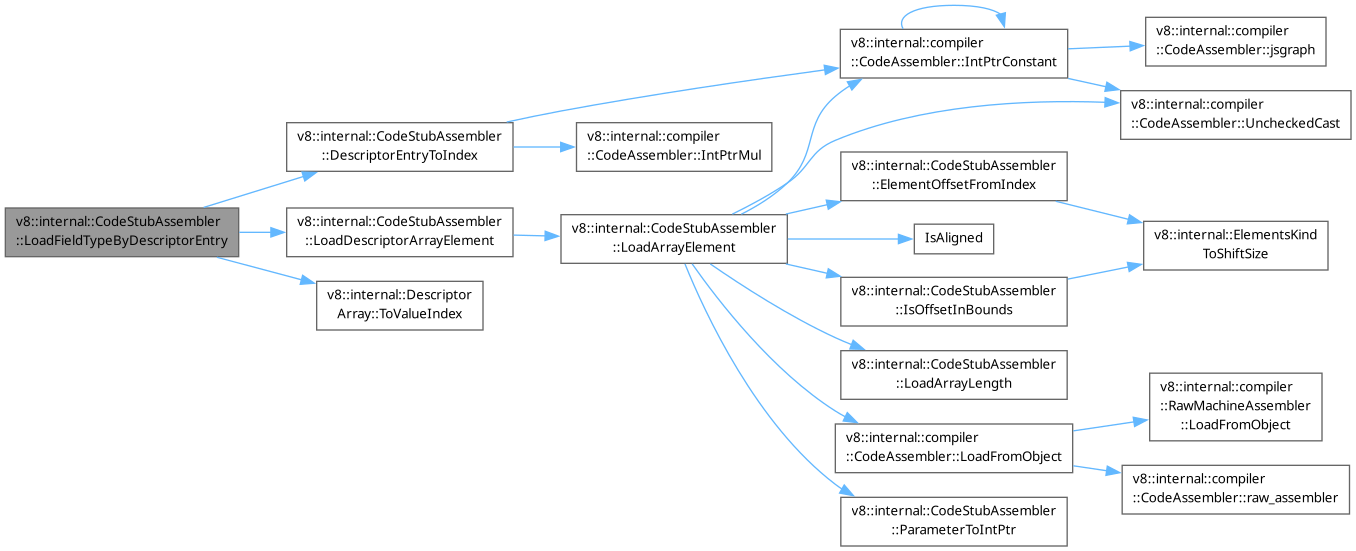 v8::internal::CodeStubAssembler
::LoadFieldTypeByDescriptorEntry
v8::internal::CodeStubAssembler
::DescriptorEntryToIndex
v8::internal::CodeStubAssembler
::LoadDescriptorArrayElement
v8::internal::Descriptor
Array::ToValueIndex
v8::internal::compiler
::CodeAssembler::IntPtrMul
v8::internal::CodeStubAssembler
::LoadArrayElement
v8::internal::compiler
::CodeAssembler::IntPtrConstant
v8::internal::CodeStubAssembler
::ElementOffsetFromIndex
IsAligned
v8::internal::CodeStubAssembler
::IsOffsetInBounds
v8::internal::CodeStubAssembler
::LoadArrayLength
v8::internal::compiler
::CodeAssembler::LoadFromObject
v8::internal::CodeStubAssembler
::ParameterToIntPtr
v8::internal::compiler
::CodeAssembler::jsgraph
v8::internal::compiler
::CodeAssembler::UncheckedCast
v8::internal::ElementsKind
ToShiftSize
v8::internal::compiler
::RawMachineAssembler
::LoadFromObject
v8::internal::compiler
::CodeAssembler::raw_assembler